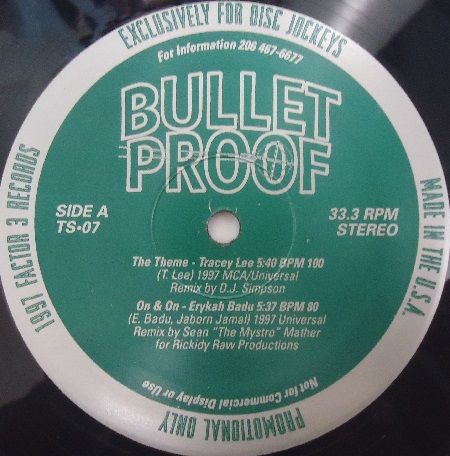 EXCLUSIVELY FOR DISC JOCKEYS
For Information 206 467-6677
BULLET
PROOF
SIDE A
TS•07
33.3 RPM
STEREO
The Theme - Tracey Lee 5:40 BPM 100
(T. Lee) 1997 MCA/Universal
Remix by D.J. Simpson
On & On - Erykah Badu 5:37 BPM 80
(E. Badu, Jaborn Jamal) 1997 Universal
Remix by Sean "The Mystro" Mather
for Rickidy Raw Productions
Not for Commercial Display or Use
PROMOTIONAL ONLY
1997 FACTOR 3 RECORDS
MADE IN THE U.S.A.